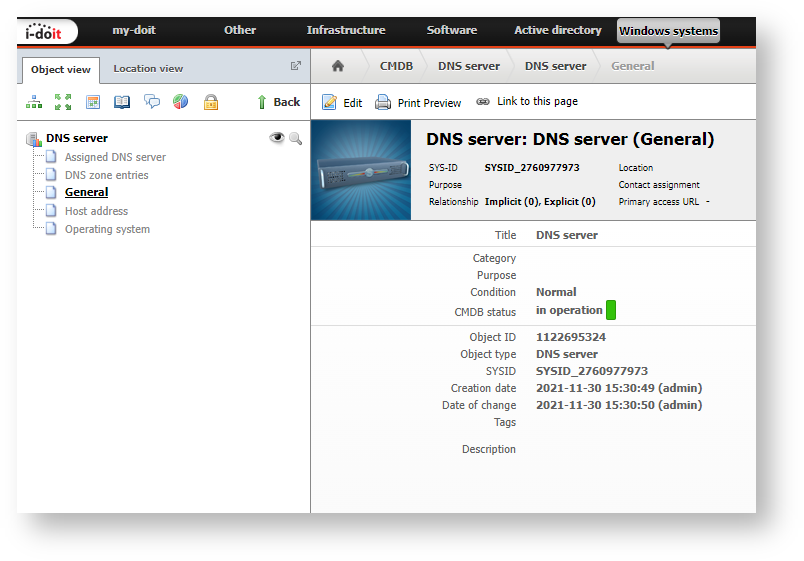 i-doit my-doit Other Infrastructure Software Active directory Windows systems
Object view Location view
CMDB DNS server DNS server General
Back
Edit Print Preview Link to this page
DNS server
Assigned DNS server
DNS zone entries
General
Host address
Operating system
DNS server: DNS server (General)
SYS-ID SYSID_2760977973 Location
Purpose Contact assignment
Relationship Implicit (0), Explicit (0) Primary access URL -
Title DNS server
Category
Purpose
Condition Normal
CMDB status in operation
Object ID 1122695324
Object type DNS server
SYSID SYSID_2760977973
Creation date 2021-11-30 15:30:49 (admin)
Date of change 2021-11-30 15:30:50 (admin)
Tags
Description